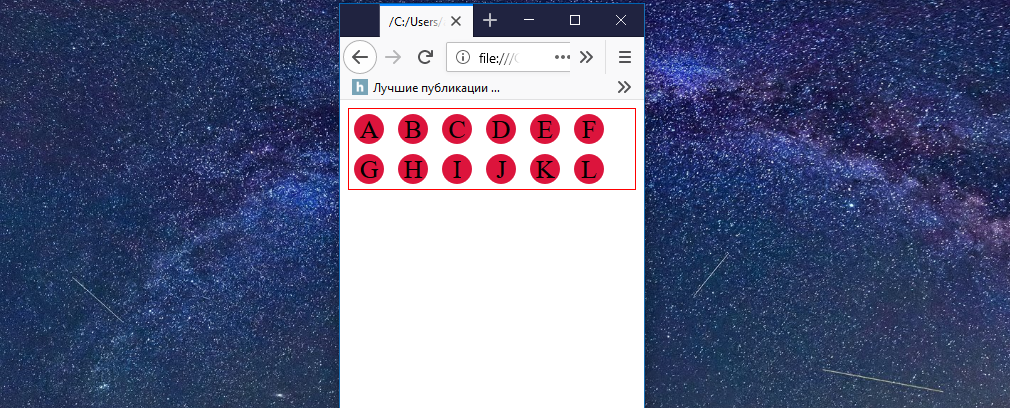 /C:/Users/
file:///C
h Лучшие публикации ...
A B C D E F
G H I J K L